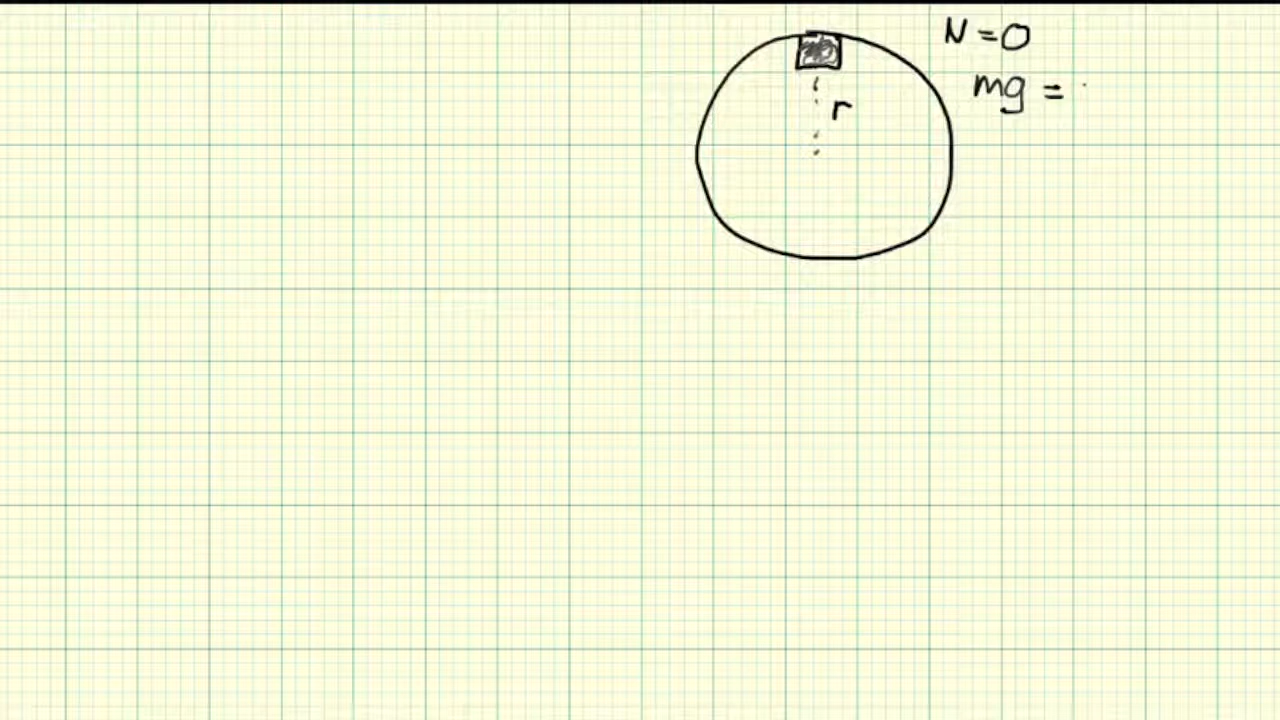 N = 0
mg =
r